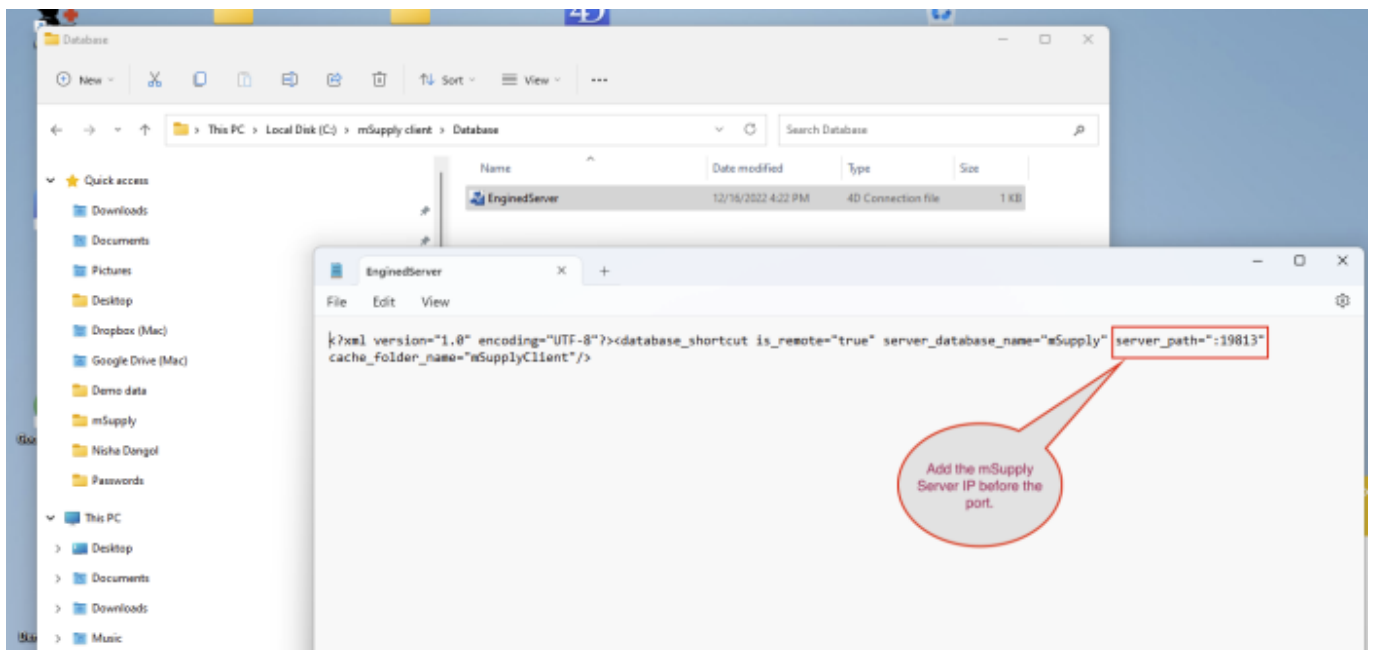 4D
Database
New
Sort
View
This PC > Local Disk (C:) > mSupply client > Database
Search Database
Name
Date modified
Type
Size
EnginedServer
12/16/2022 4:22 PM
4D Connection file
1 KB
Quick access
Downloads
Documents
Pictures
Desktop
Dropbox (Mac)
Google Drive (Mac)
Demo data
mSupply
Nisha Dangol
Passwords
This PC
Desktop
Documents
Downloads
Music
EnginedServer
File Edit View
<?xml version="1.0" encoding="UTF-8"?><database_shortcut is_remote="true" server_database_name="mSupply" server_path=":19813"
cache_folder_name="mSupplyClient"/>
Add the mSupply
Server IP before the
port.